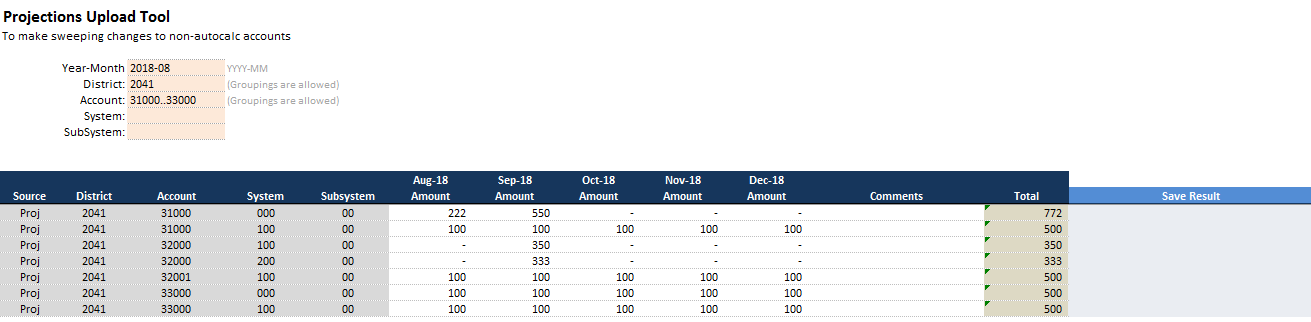 Projections Upload Tool
To make sweeping changes to non-autocalc accounts
Year-Month 2018-08 YYYY-MM
District: 2041 (Groupings are allowed)
Account: 31000..33000 (Groupings are allowed)
System:
SubSystem:
Aug-18 Sep-18 Oct-18 Nov-18 Dec-18
Source District Account System Subsystem Amount Amount Amount Amount Amount Comments Total Save Result
Proj 2041 31000 000 00 222 550 - - - 772
Proj 2041 31000 100 00 100 100 100 100 100 500
Proj 2041 32000 100 00 - 350 - - - 350
Proj 2041 32000 200 00 - 333 - - - 333
Proj 2041 32001 100 00 100 100 100 100 100 500
Proj 2041 33000 000 00 100 100 100 100 100 500
Proj 2041 33000 100 00 100 100 100 100 100 500